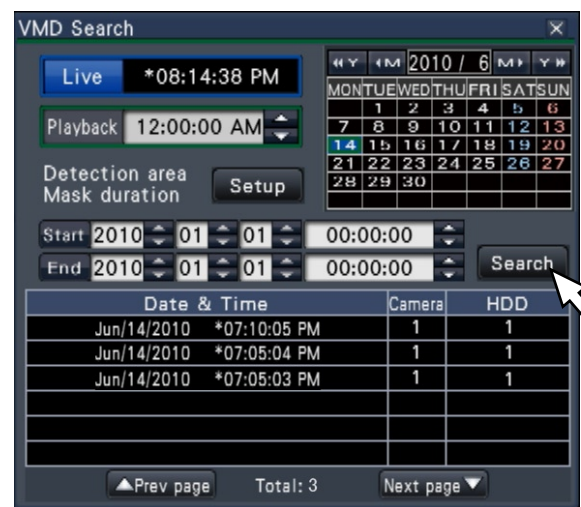 VMD Search
Live *08:14:38 PM
Playback 12:00:00 AM
Detection area
Mask duration
Setup
Y M 2010 / 6 M Y
MON TUE WED THU FRI SAT SUN
1 2 3 4 5 6
7 8 9 10 11 12 13
14 15 16 17 18 19 20
21 22 23 24 25 26 27
28 29 30
Start 2010 01 01 00:00:00
End 2010 01 01 00:00:00
Search
Date & Time Camera HDD
Jun/14/2010 *07:10:05 PM 1 1
Jun/14/2010 *07:05:04 PM 1 1
Jun/14/2010 *07:05:03 PM 1 1
Prev page Total: 3 Next page